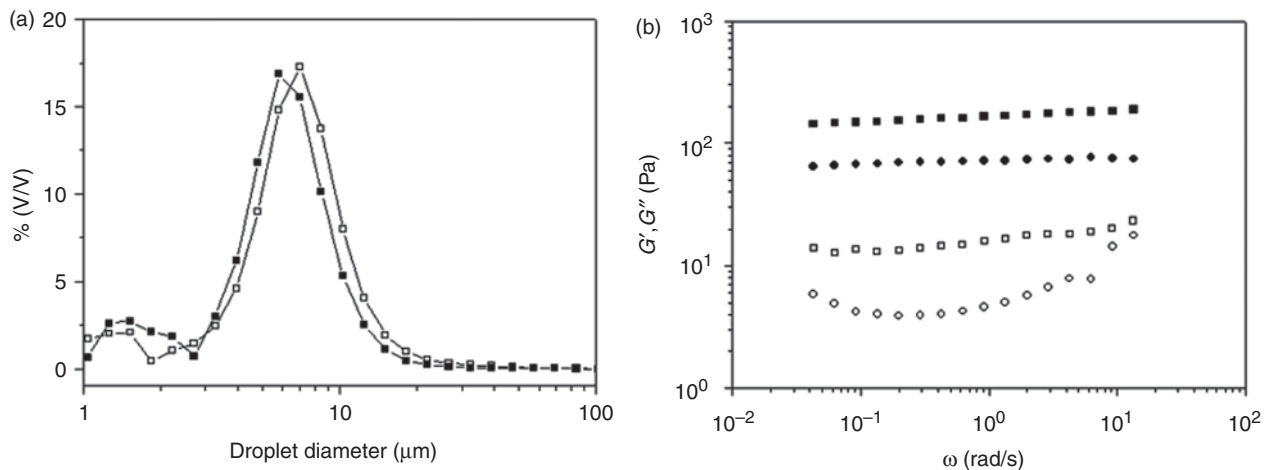 (a)
20
15
10
5
0
% (V/V)
1
10
100
Droplet diameter (μm)
(b)
10³
10²
10¹
10⁰
G′, G″ (Pa)
10⁻²
10⁻¹
10⁰
10¹
10²
ω (rad/s)